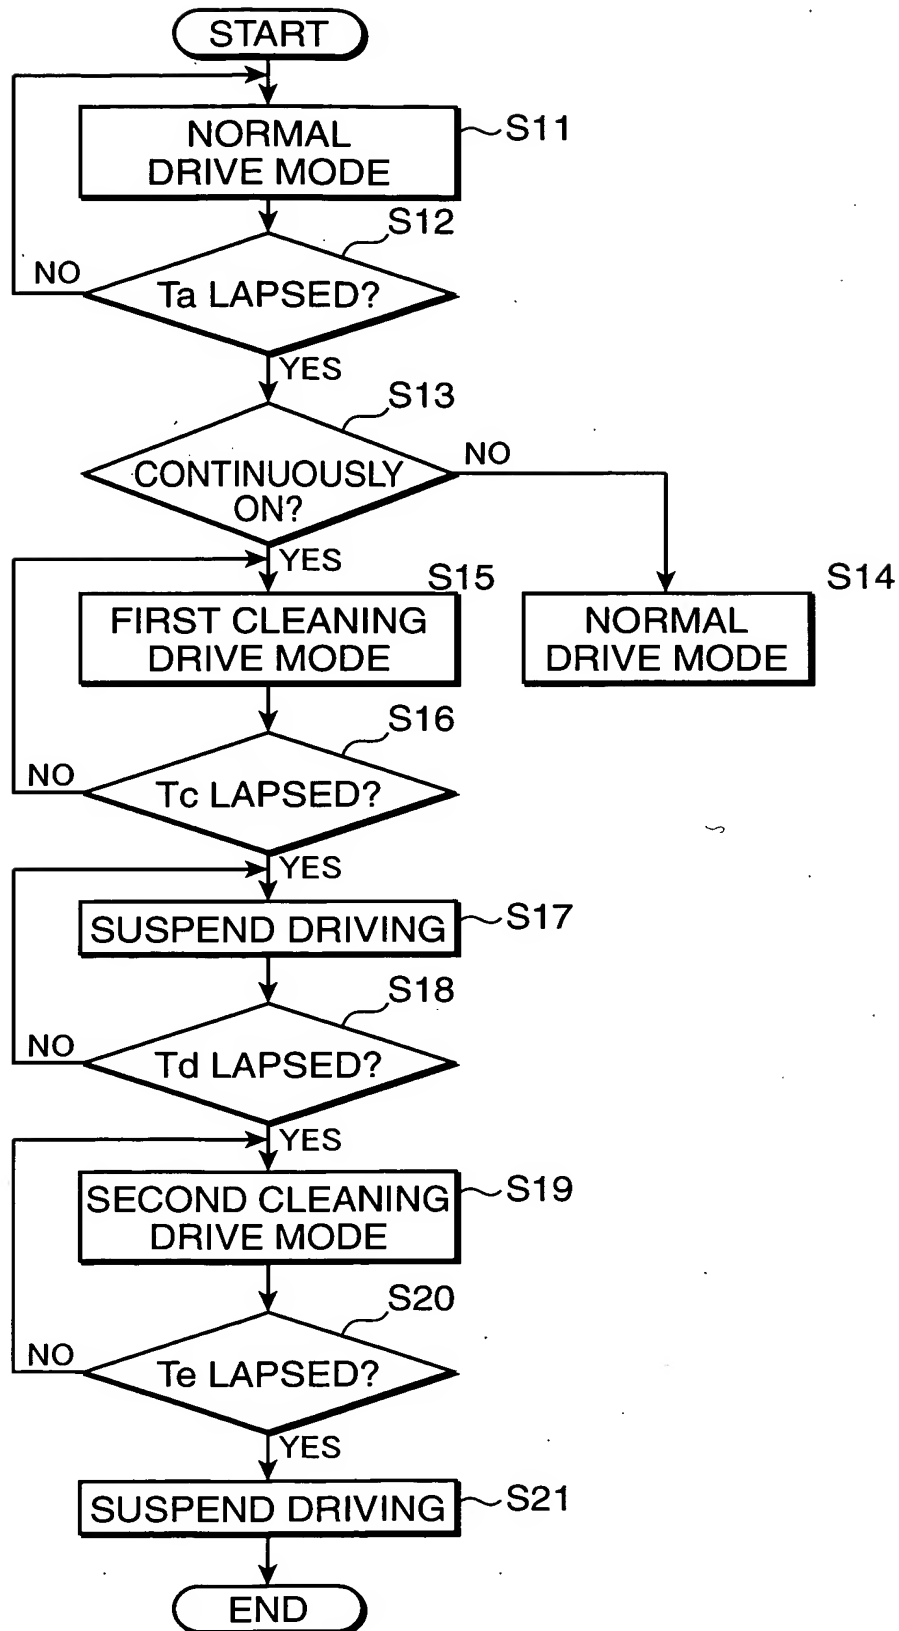 START
NORMAL
DRIVE MODE
S11
S12
NO
Ta LAPSED?
YES
S13
CONTINUOUSLY
ON?
NO
YES
S15
FIRST CLEANING
DRIVE MODE
S14
NORMAL
DRIVE MODE
S16
NO
Tc LAPSED?
YES
SUSPEND DRIVING
S17
S18
NO
Td LAPSED?
YES
SECOND CLEANING
DRIVE MODE
S19
S20
NO
Te LAPSED?
YES
SUSPEND DRIVING
S21
END